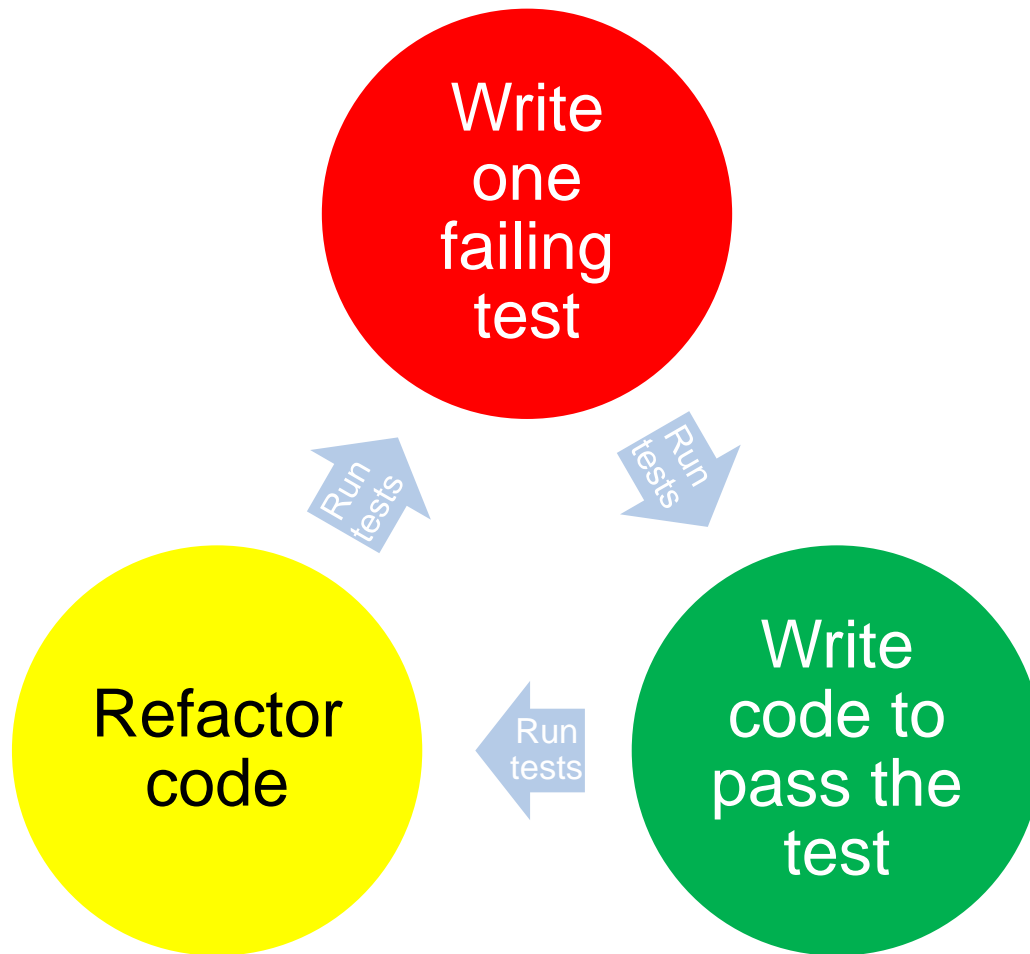 Write
one
failing
test
Run
tests
Write
code to
pass the
test
Run
tests
Refactor
code
Run
tests